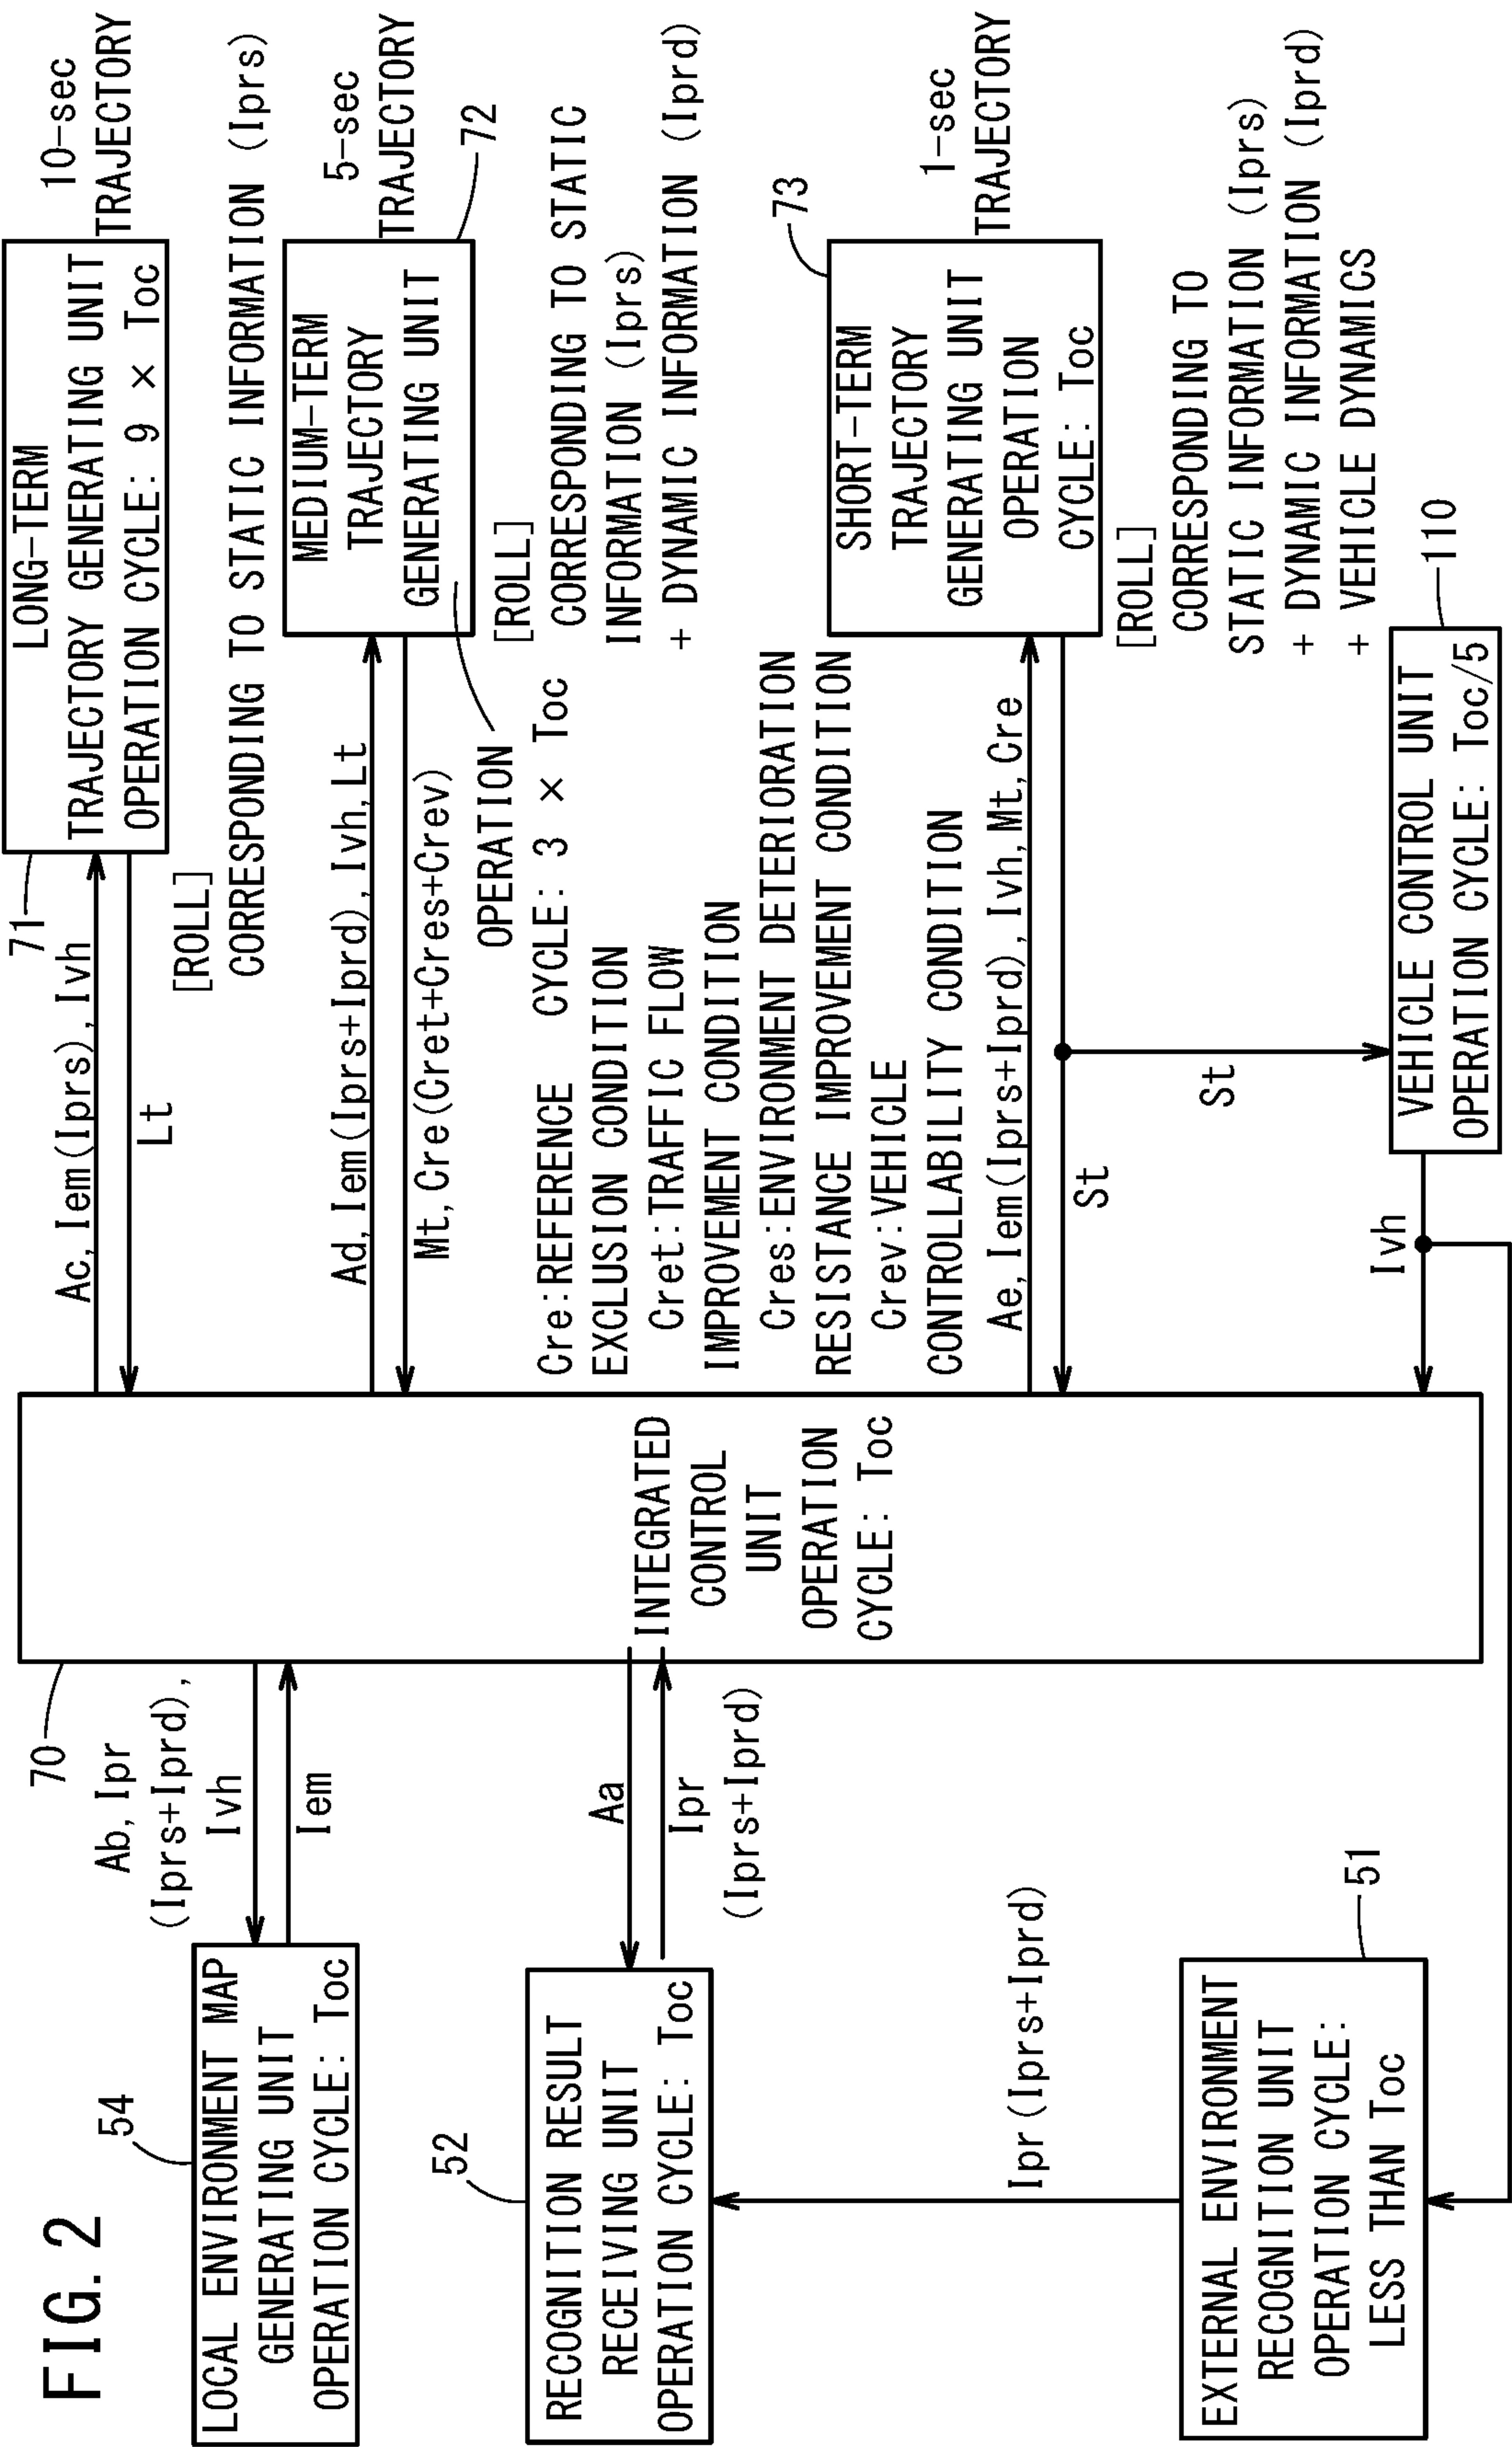 FIG. 2
54
LOCAL ENVIRONMENT MAP
GENERATING UNIT
OPERATION CYCLE: Toc
52
RECOGNITION RESULT
RECEIVING UNIT
OPERATION CYCLE: Toc
Ipr(Iprs+Iprd)
EXTERNAL ENVIRONMENT
RECOGNITION UNIT
OPERATION CYCLE:
LESS THAN Toc
51
70
Ab, Ipr
(Iprs+Iprd),
Ivh
Iem
Aa
Ipr
(Iprs+Iprd)
INTEGRATED
CONTROL
UNIT
OPERATION
CYCLE: Toc
Ac, Iem(Iprs), Ivh
Lt
71
LONG-TERM
TRAJECTORY GENERATING UNIT
OPERATION CYCLE: 9 × Toc
10-sec
TRAJECTORY
[ROLL]
CORRESPONDING TO STATIC INFORMATION (Iprs)
Ad, Iem(Iprs+Iprd), Ivh, Lt
Mt, Cre(Cret+Cres+Crev)
MEDIUM-TERM
TRAJECTORY
GENERATING UNIT
5-sec
TRAJECTORY
72
OPERATION
CYCLE: 3 × Toc
[ROLL]
CORRESPONDING TO STATIC
INFORMATION (Iprs)
+ DYNAMIC INFORMATION (Iprd)
Cre:REFERENCE
EXCLUSION CONDITION
Cret:TRAFFIC FLOW
IMPROVEMENT CONDITION
Cres:ENVIRONMENT DETERIORATION
RESISTANCE IMPROVEMENT CONDITION
Crev:VEHICLE
CONTROLLABILITY CONDITION
Ae, Iem(Iprs+Iprd), Ivh, Mt, Cre
St
73
SHORT-TERM
TRAJECTORY
GENERATING UNIT
OPERATION
CYCLE: Toc
1-sec
TRAJECTORY
[ROLL]
CORRESPONDING TO
STATIC INFORMATION (Iprs)
+ DYNAMIC INFORMATION (Iprd)
+ VEHICLE DYNAMICS
St
Ivh
VEHICLE CONTROL UNIT
OPERATION CYCLE: Toc/5
110